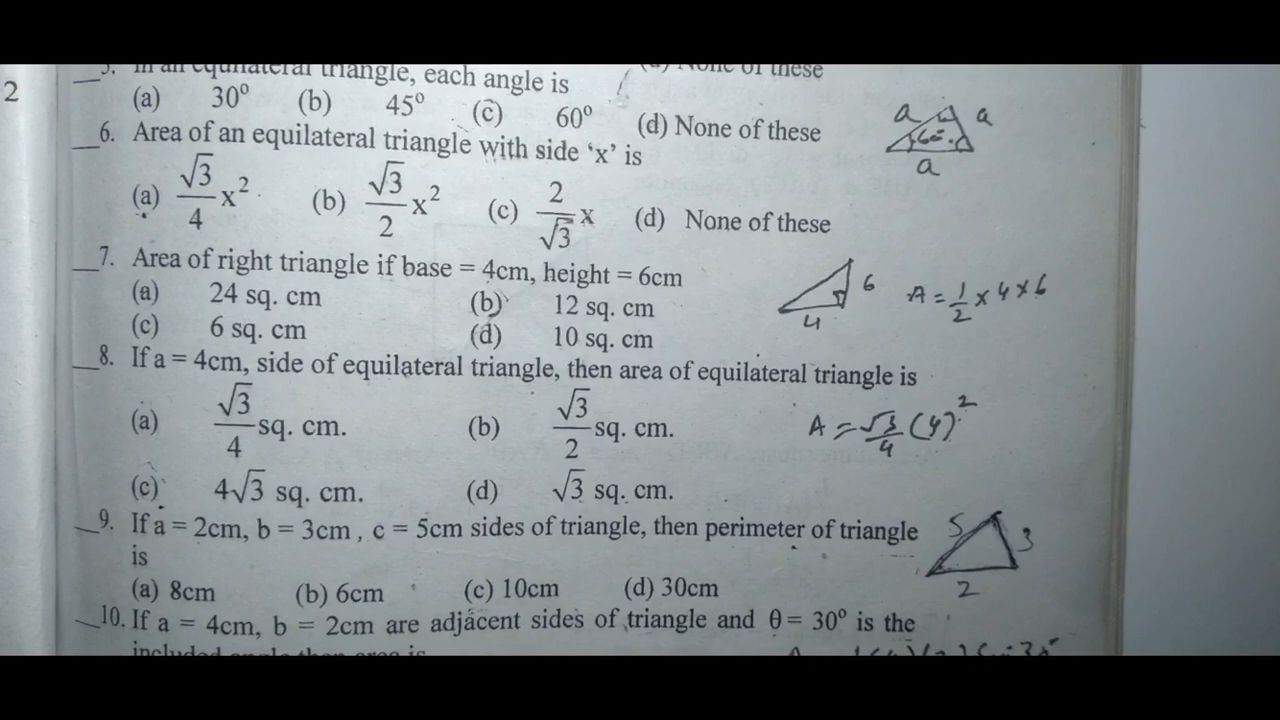 2
5. In an equilateral triangle, each angle is (d) None of these
(a) 30° (b) 45° (c) 60° (d) None of these
6. Area of an equilateral triangle with side ‘x’ is
(a) √3/4 x² (b) √3/2 x² (c) 2/√3 x (d) None of these
a a
60°
a
7. Area of right triangle if base = 4cm, height = 6cm
(a) 24 sq. cm (b) 12 sq. cm
(c) 6 sq. cm (d) 10 sq. cm
6
4
A = 1/2 × 4 × 6
8. If a = 4cm, side of equilateral triangle, then area of equilateral triangle is
(a) √3/4 sq. cm. (b) √3/2 sq. cm.
(c) 4√3 sq. cm. (d) √3 sq. cm.
A = √3/4 (4)²
9. If a = 2cm, b = 3cm , c = 5cm sides of triangle, then perimeter of triangle
is
(a) 8cm (b) 6cm (c) 10cm (d) 30cm
5 3
2
10. If a = 4cm, b = 2cm are adjacent sides of triangle and θ = 30° is the
included angle then area is